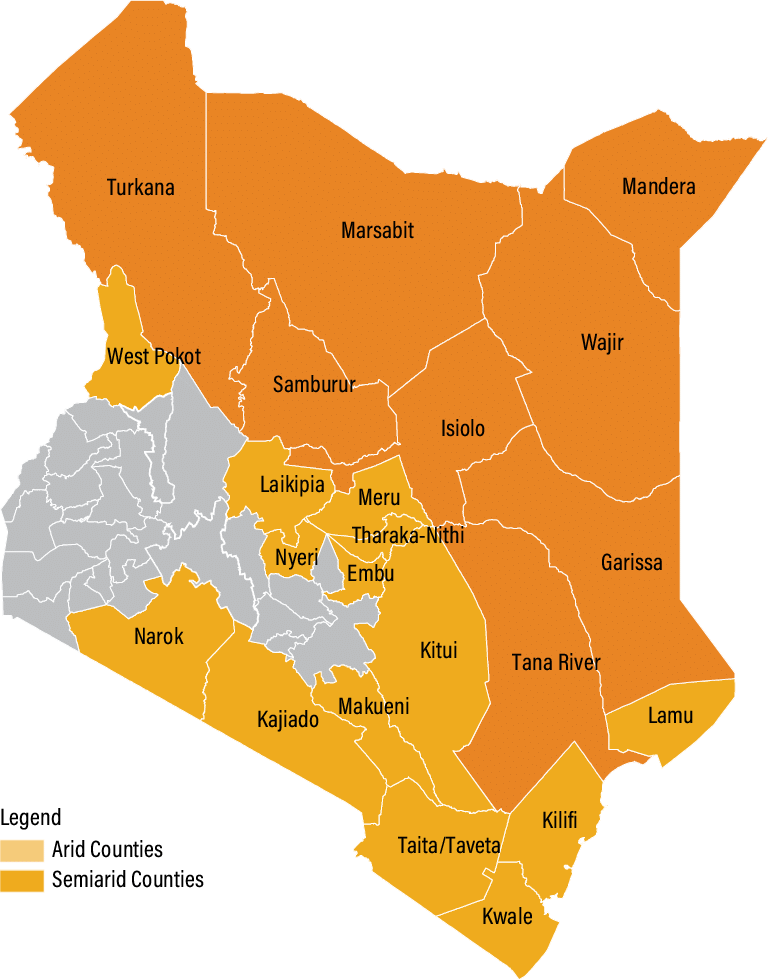 Turkana
Mandera
Marsabit
Wajir
West Pokot
Samburur
Isiolo
Laikipia
Meru
Tharaka-Nithi
Nyeri
Embu
Garissa
Narok
Kitui
Tana River
Makueni
Lamu
Kajiado
Legend
Kilifi
Arid Counties
Taita/Taveta
Semiarid Counties
Kwale